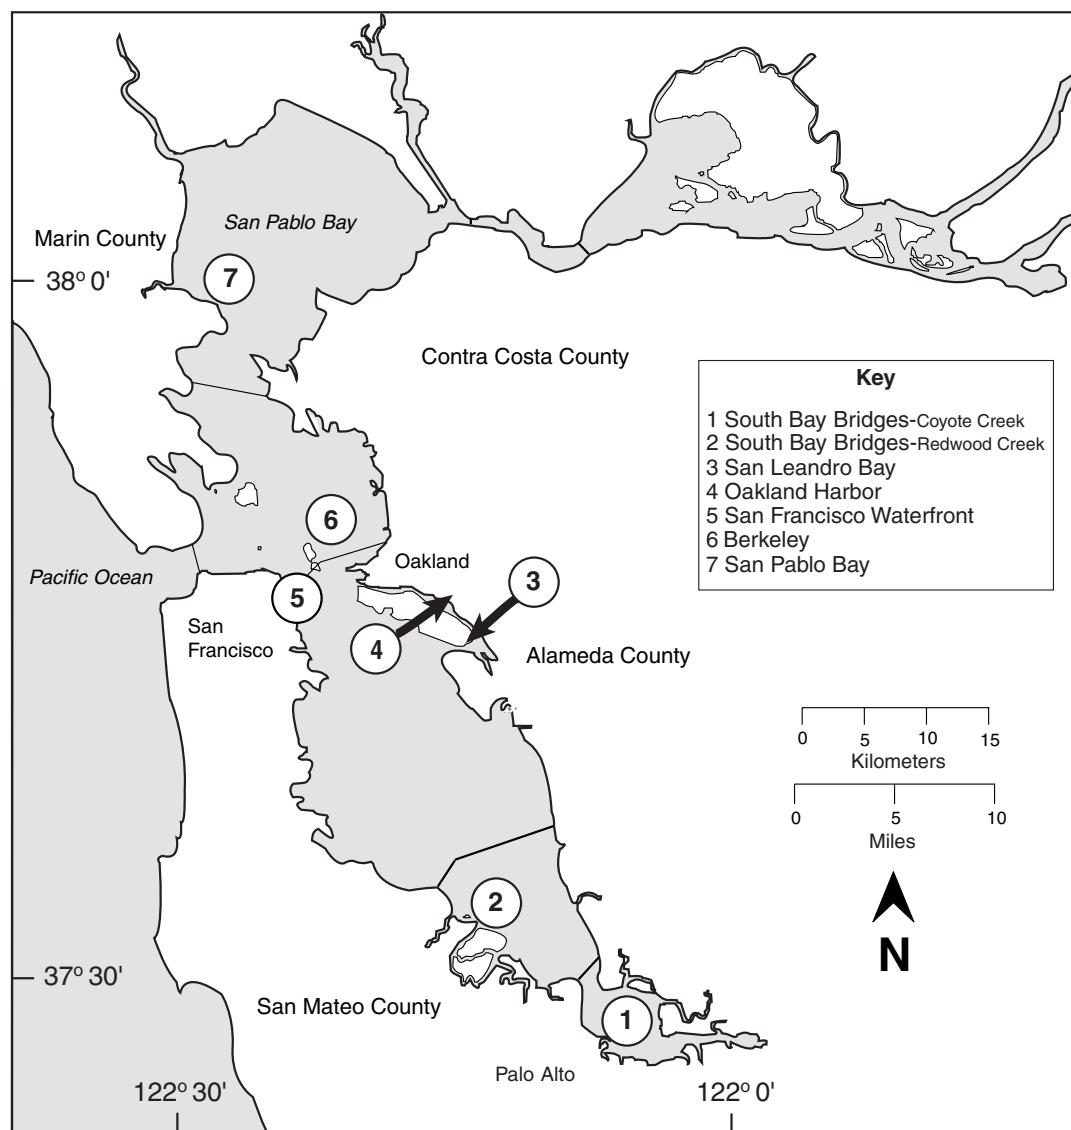 San Pablo Bay
Marin County
38° 0'
7
Contra Costa County
Key
1 South Bay Bridges-Coyote Creek
2 South Bay Bridges-Redwood Creek
3 San Leandro Bay
4 Oakland Harbor
5 San Francisco Waterfront
6 Berkeley
7 San Pablo Bay
6
Oakland
Pacific Ocean
3
5
San
Francisco
4
Alameda County
0 5 10 15
Kilometers
0 5 10
Miles
2
N
37° 30'
San Mateo County
1
Palo Alto
122° 30'
122° 0'